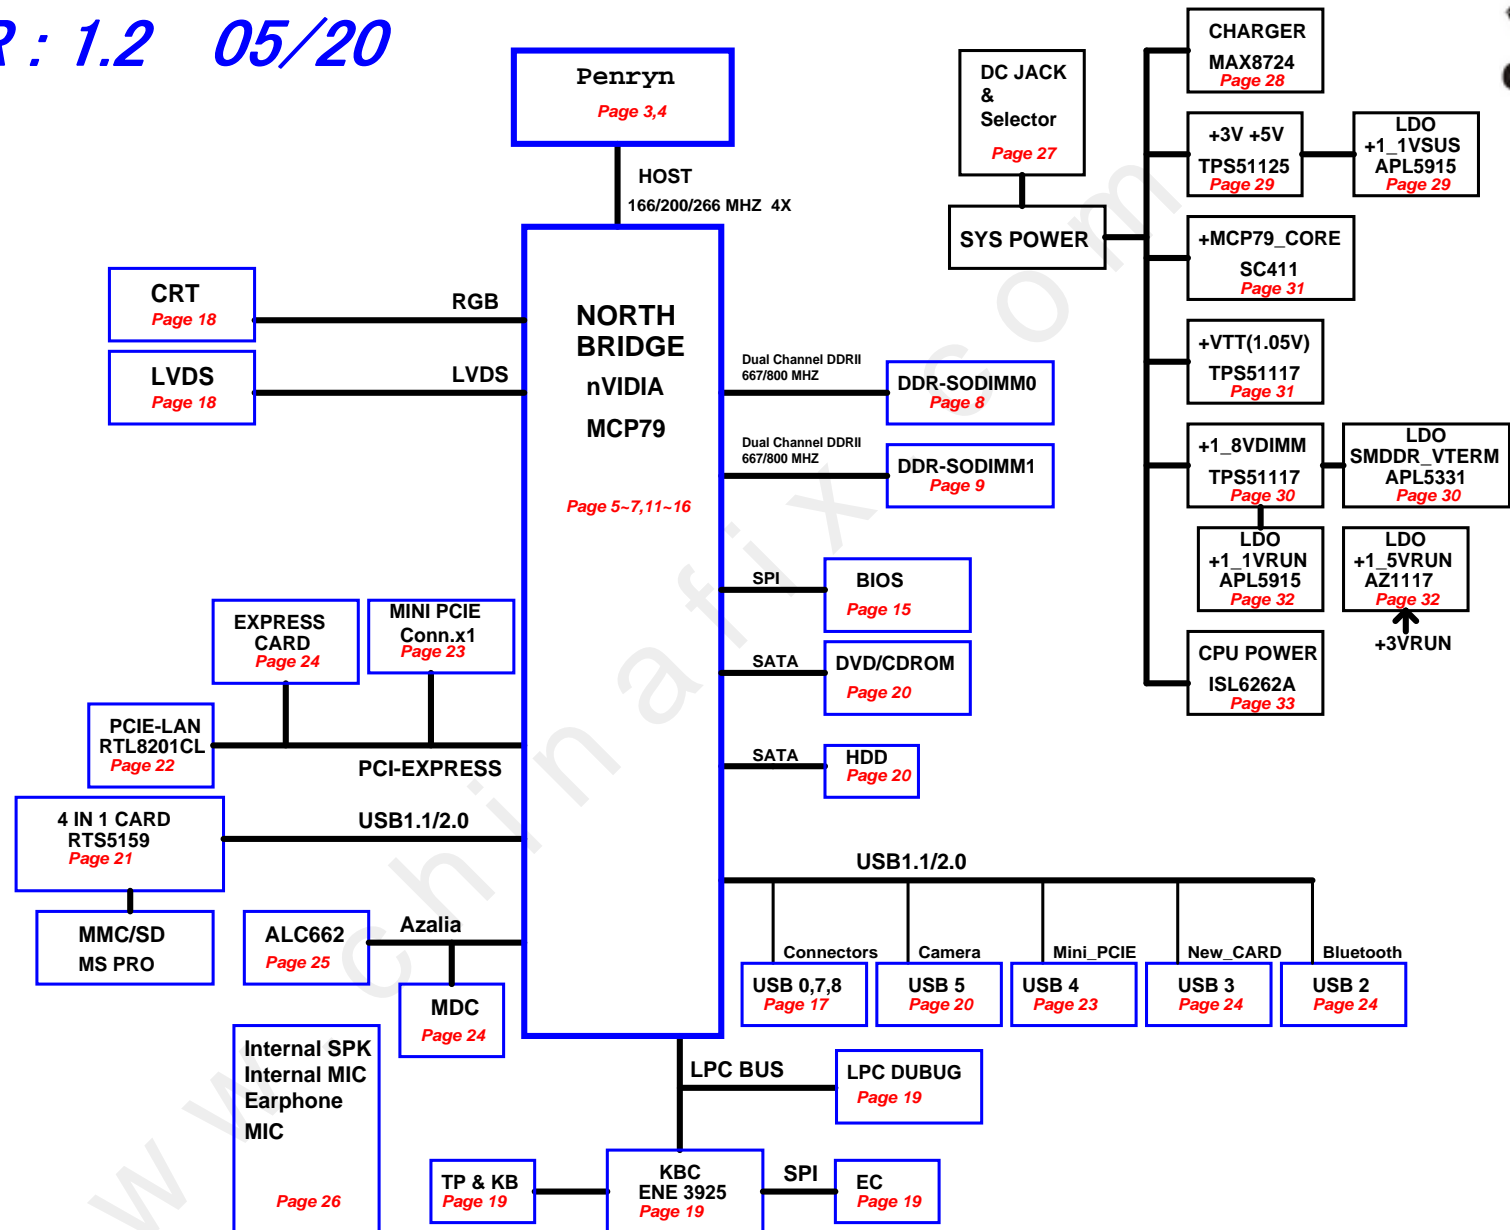 R : 1.2 05/20
Penryn
Page 3,4
HOST
166/200/266 MHZ 4X
NORTH
BRIDGE
nVIDIA
MCP79
Page 5~7,11~16
CRT
Page 18
RGB
LVDS
Page 18
LVDS
Dual Channel DDRII
667/800 MHZ
DDR-SODIMM0
Page 8
Dual Channel DDRII
667/800 MHZ
DDR-SODIMM1
Page 9
SPI
BIOS
Page 15
SATA
DVD/CDROM
Page 20
SATA
HDD
Page 20
EXPRESS
CARD
Page 24
MINI PCIE
Conn.x1
Page 23
PCIE-LAN
RTL8201CL
Page 22
PCI-EXPRESS
4 IN 1 CARD
RTS5159
Page 21
USB1.1/2.0
MMC/SD
MS PRO
ALC662
Page 25
Azalia
MDC
Page 24
Internal SPK
Internal MIC
Earphone
MIC
Page 26
USB1.1/2.0
Connectors
USB 0,7,8
Page 17
Camera
USB 5
Page 20
Mini_PCIE
USB 4
Page 23
New_CARD
USB 3
Page 24
Bluetooth
USB 2
Page 24
LPC BUS
LPC DUBUG
Page 19
TP & KB
Page 19
KBC
ENE 3925
Page 19
SPI
EC
Page 19
DC JACK
&
Selector
Page 27
SYS POWER
CHARGER
MAX8724
Page 28
+3V +5V
TPS51125
Page 29
LDO
+1_1VSUS
APL5915
Page 29
+MCP79_CORE
SC411
Page 31
+VTT(1.05V)
TPS51117
Page 31
+1_8VDIMM
TPS51117
Page 30
LDO
SMDDR_VTERM
APL5331
Page 30
LDO
+1_1VRUN
APL5915
Page 32
LDO
+1_5VRUN
AZ1117
Page 32
+3VRUN
CPU POWER
ISL6262A
Page 33
www.chinafix.com